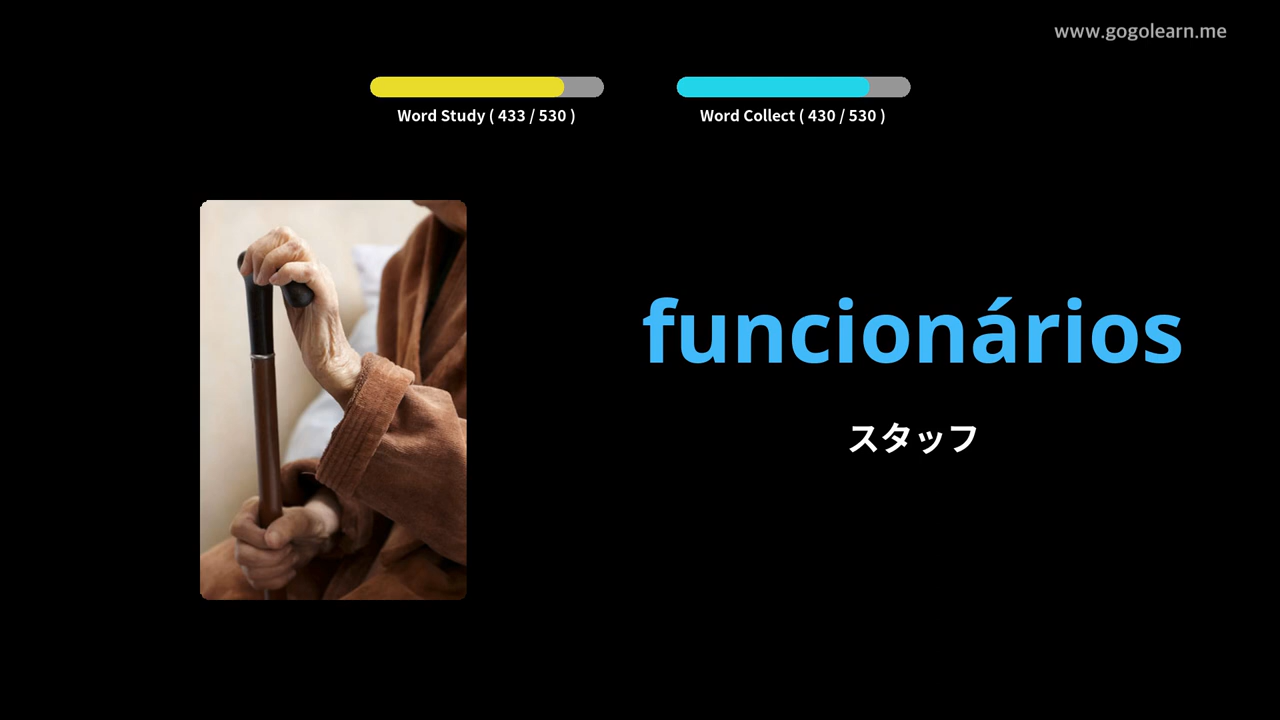 www.gogolearn.me
Word Study ( 433 / 530 )
Word Collect ( 430 / 530 )
funcionários
スタッフ